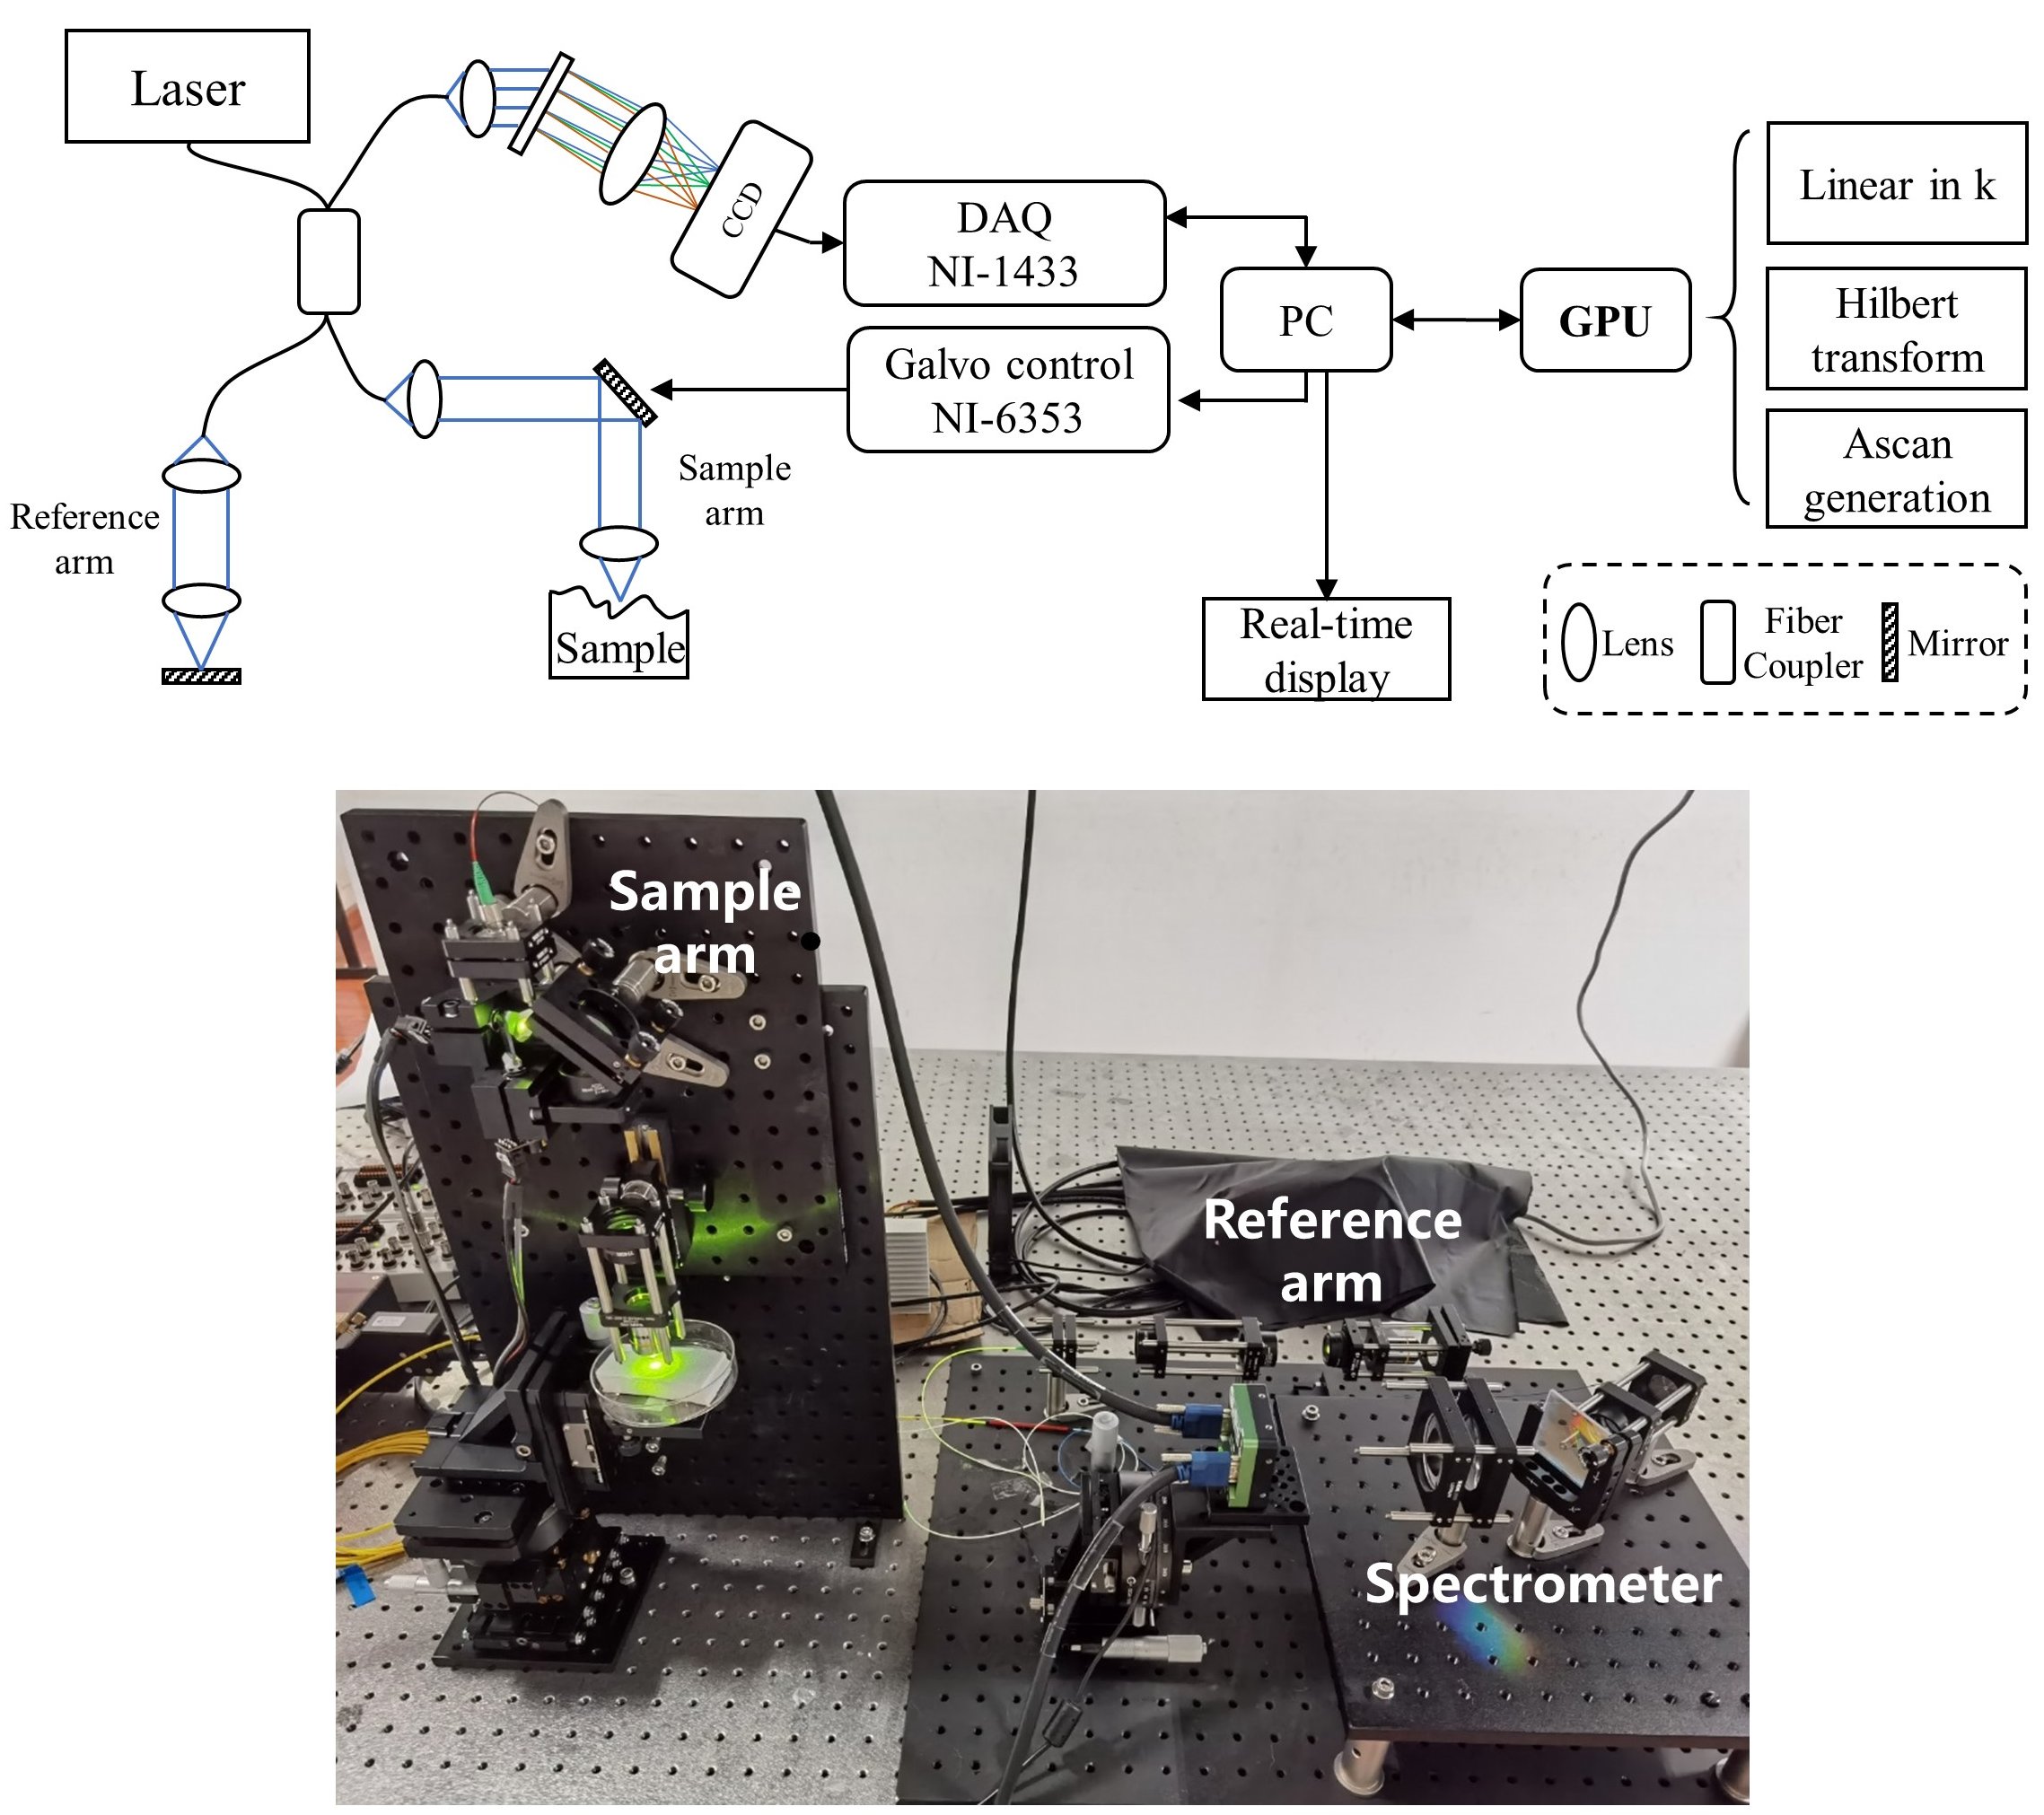 Laser
CCD
DAQ
NI-1433
Linear in k
PC
GPU
Hilbert
transform
Galvo control
NI-6353
Ascan
generation
Sample
arm
Reference
arm
Sample
Real-time
display
Lens
Fiber
Coupler
Mirror
Sample
arm
Reference
arm
Spectrometer